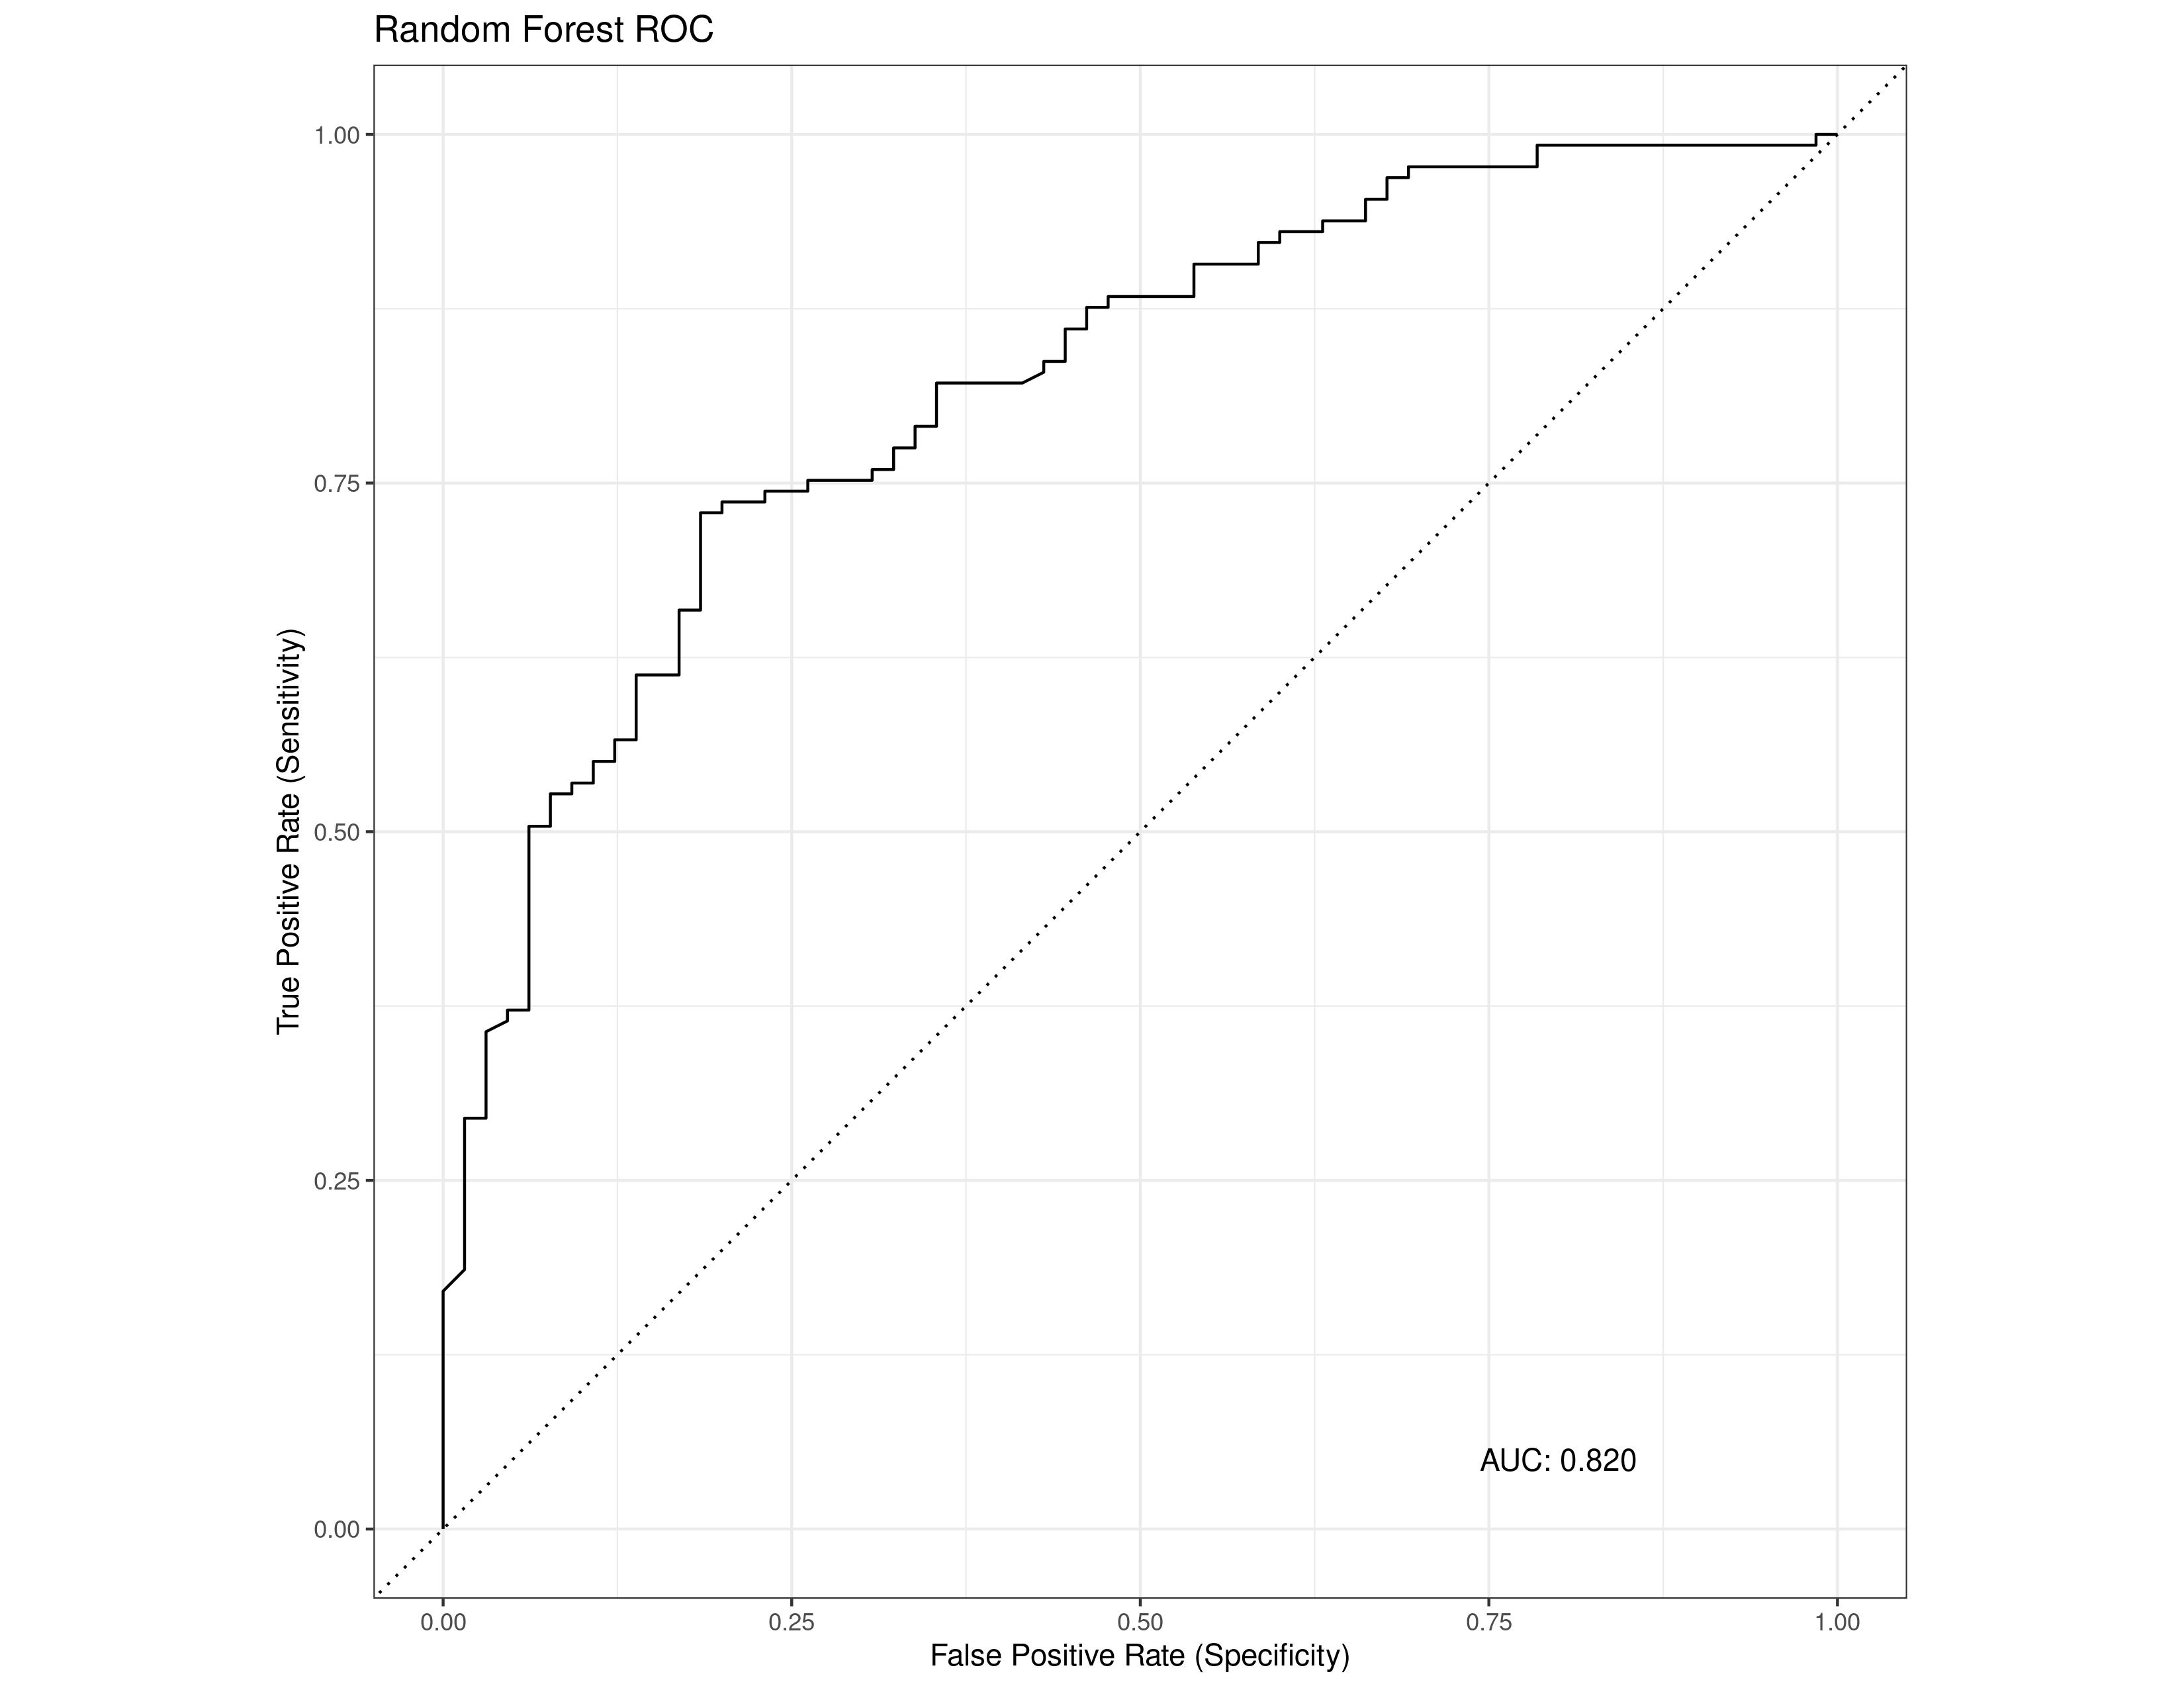 Random Forest ROC
True Positive Rate (Sensitivity)
1.00
0.75
0.50
0.25
0.00
AUC: 0.820
0.00 0.25 0.50 0.75 1.00
False Positive Rate (Specificity)